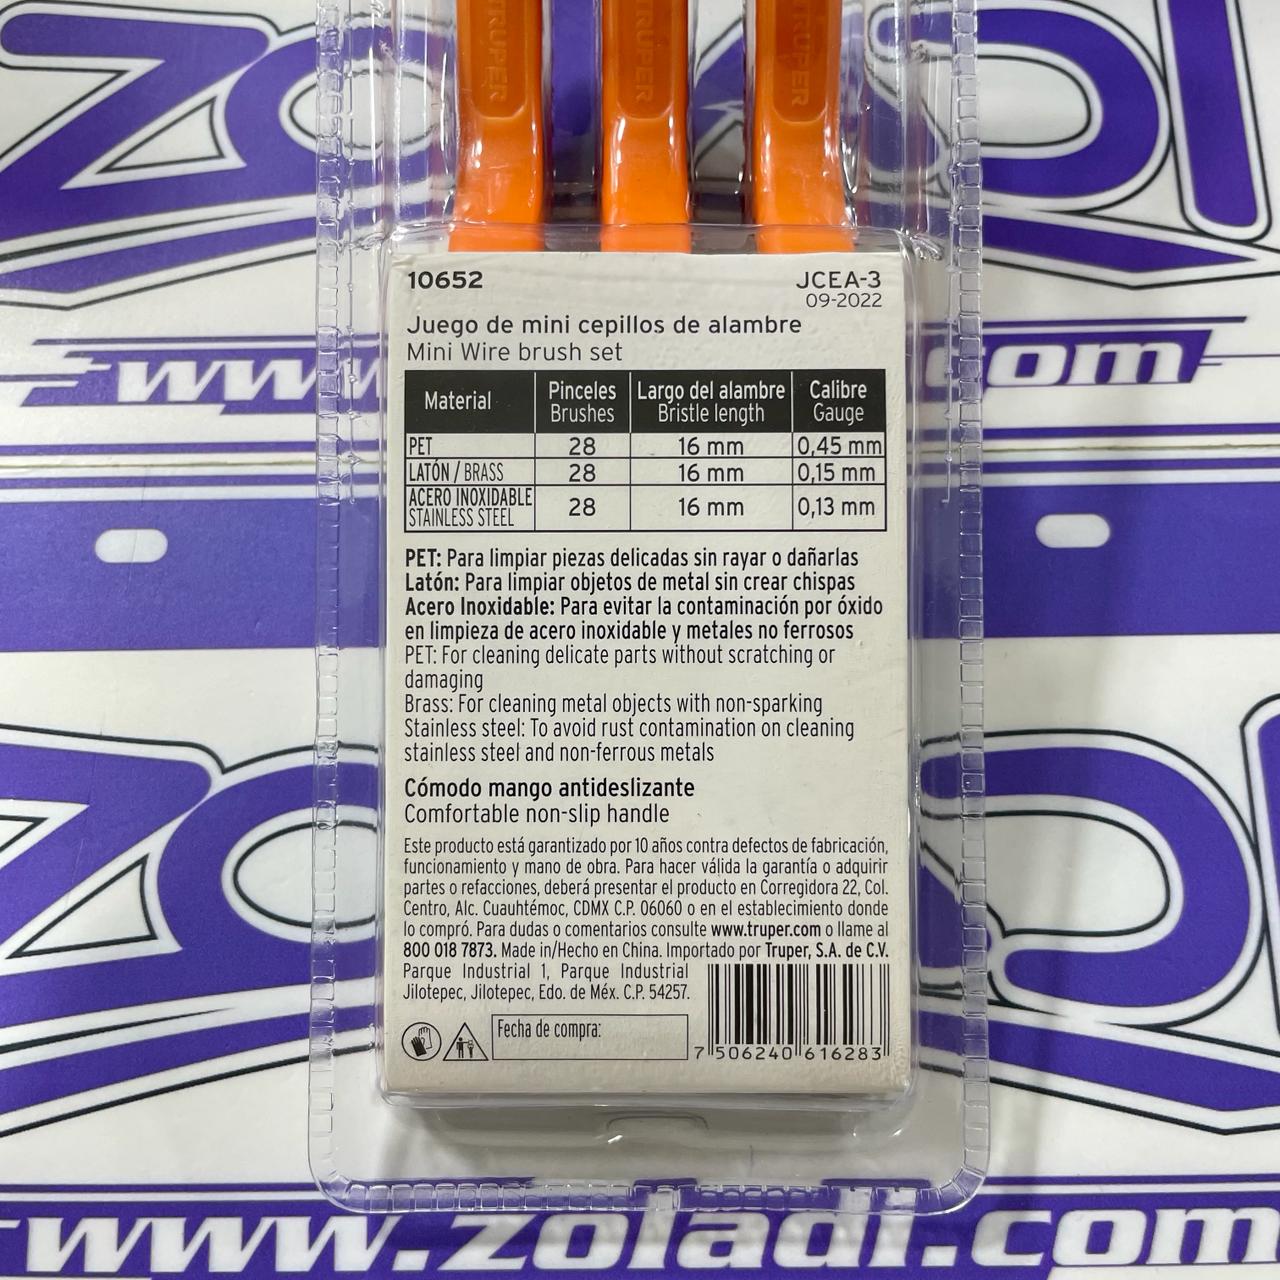 TRUPER
TRUPER
TRUPER
10652
JCEA-3
09-2022
Juego de mini cepillos de alambre
Mini Wire brush set
Material | Pinceles Brushes | Largo del alambre Bristle length | Calibre Gauge
PET | 28 | 16 mm | 0,45 mm
LATÓN / BRASS | 28 | 16 mm | 0,15 mm
ACERO INOXIDABLE STAINLESS STEEL | 28 | 16 mm | 0,13 mm
PET: Para limpiar piezas delicadas sin rayar o dañarlas
Latón: Para limpiar objetos de metal sin crear chispas
Acero Inoxidable: Para evitar la contaminación por óxido
en limpieza de acero inoxidable y metales no ferrosos
PET: For cleaning delicate parts without scratching or
damaging
Brass: For cleaning metal objects with non-sparking
Stainless steel: To avoid rust contamination on cleaning
stainless steel and non-ferrous metals
Cómodo mango antideslizante
Comfortable non-slip handle
Este producto está garantizado por 10 años contra defectos de fabricación,
funcionamiento y mano de obra. Para hacer válida la garantía o adquirir
partes o refacciones, deberá presentar el producto en Corregidora 22, Col.
Centro, Alc. Cuauhtémoc, CDMX C.P. 06060 o en el establecimiento donde
lo compró. Para dudas o comentarios consulte www.truper.com o llame al
800 018 7873. Made in/Hecho en China. Importado por Truper, S.A. de C.V.
Parque Industrial 1, Parque Industrial
Jilotepec, Jilotepec, Edo. de Méx. C.P. 54257.
Fecha de compra:
7 506240 616283
www.zoladi.com